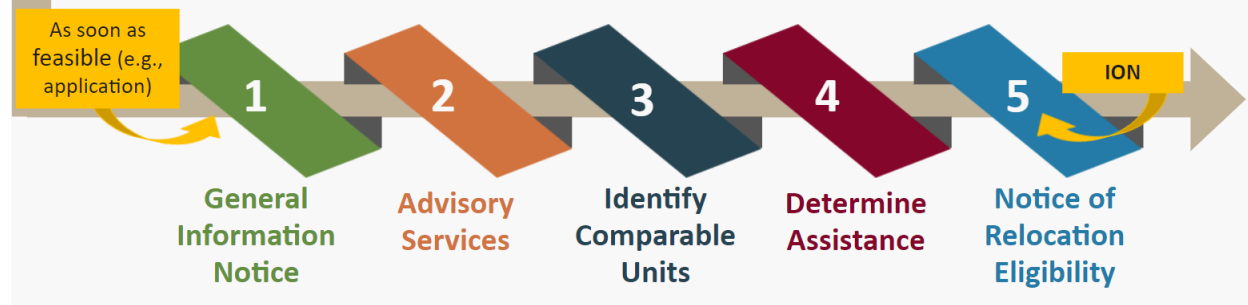 As soon as
feasible (e.g.,
application)
1
General
Information
Notice
2
Advisory
Services
3
Identify
Comparable
Units
4
Determine
Assistance
5
ION
Notice of
Relocation
Eligibility